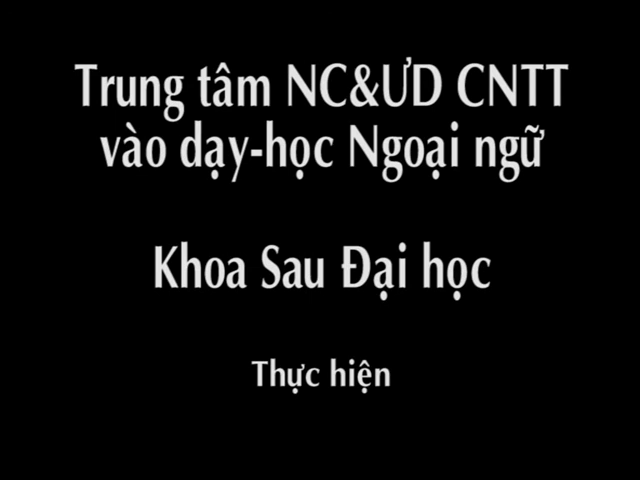 Trung tâm NC&ƯD CNTT
vào dạy-học Ngoại ngữ
Khoa Sau Đại học
Thực hiện